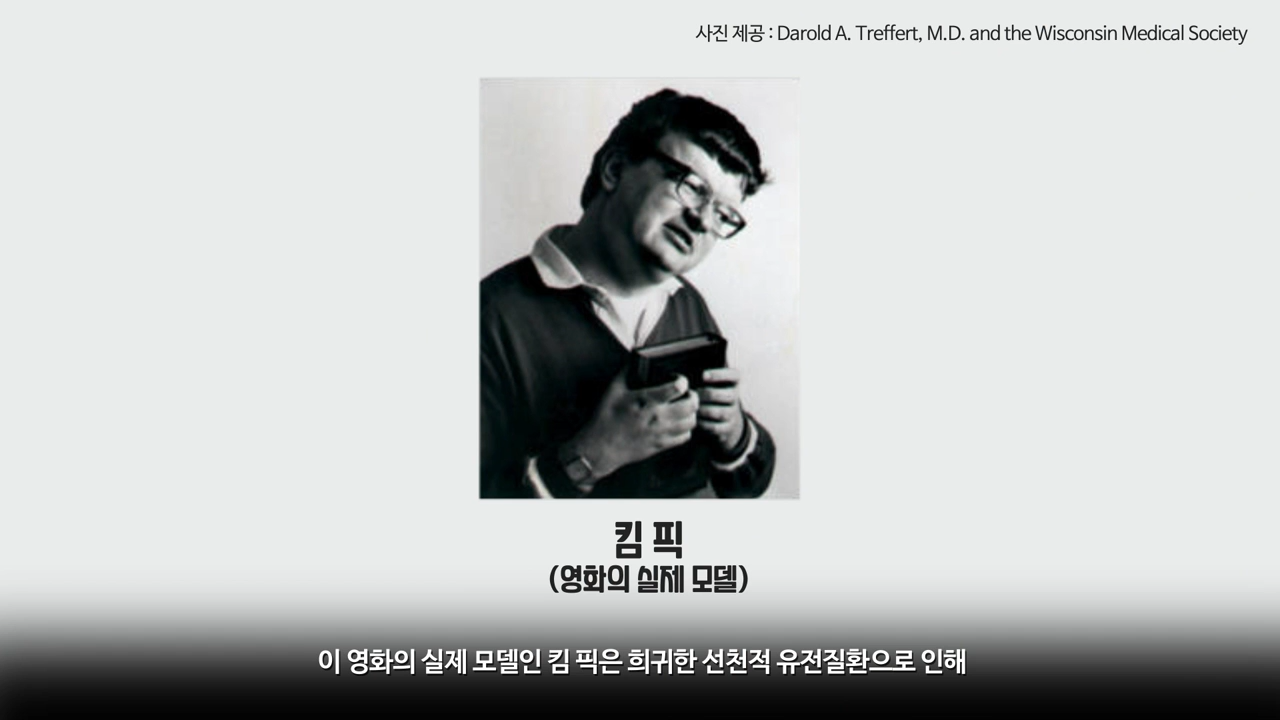 사진 제공 : Darold A. Treffert, M.D. and the Wisconsin Medical Society
킴 픽
(영화의 실제 모델)
이 영화의 실제 모델인 킴 픽은 희귀한 선천적 유전질환으로 인해